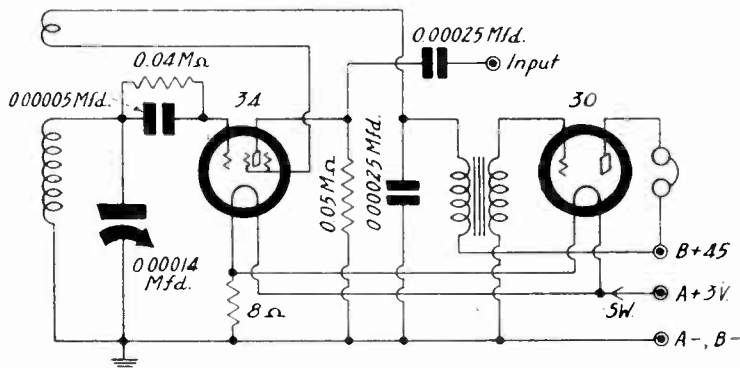 0.00025 Mfd.
Input
0.04 MΩ
0.00005 Mfd.
34
30
0.05 MΩ
0.00025 Mfd.
0.00014
Mfd.
8 Ω
B+45
A+3V.
SW.
A-, B-